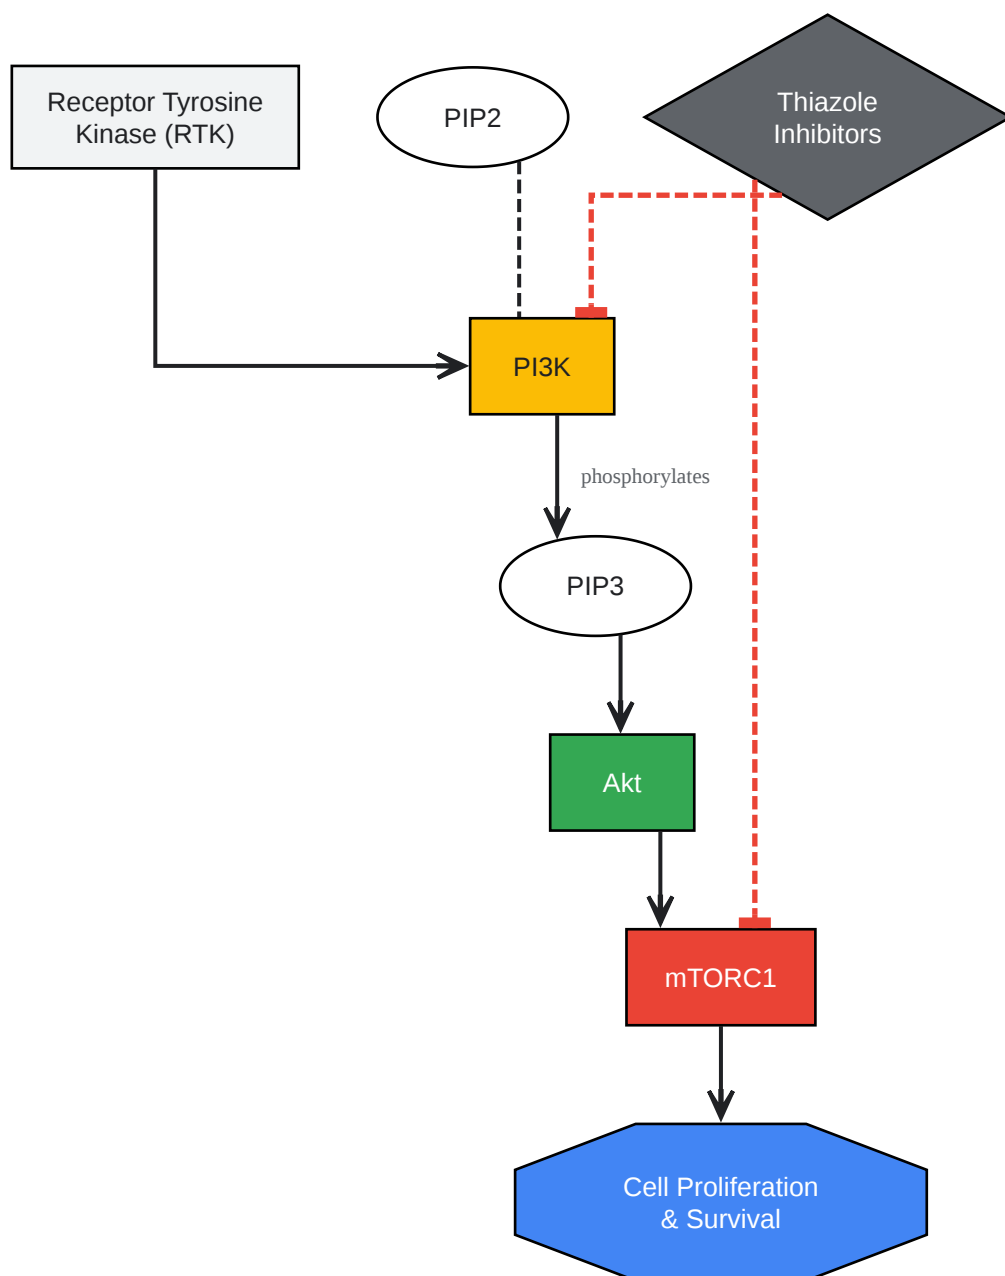 Receptor Tyrosine
Kinase (RTK)
PIP2
Thiazole
Inhibitors
PI3K
phosphorylates
PIP3
Akt
mTORC1
Cell Proliferation
& Survival